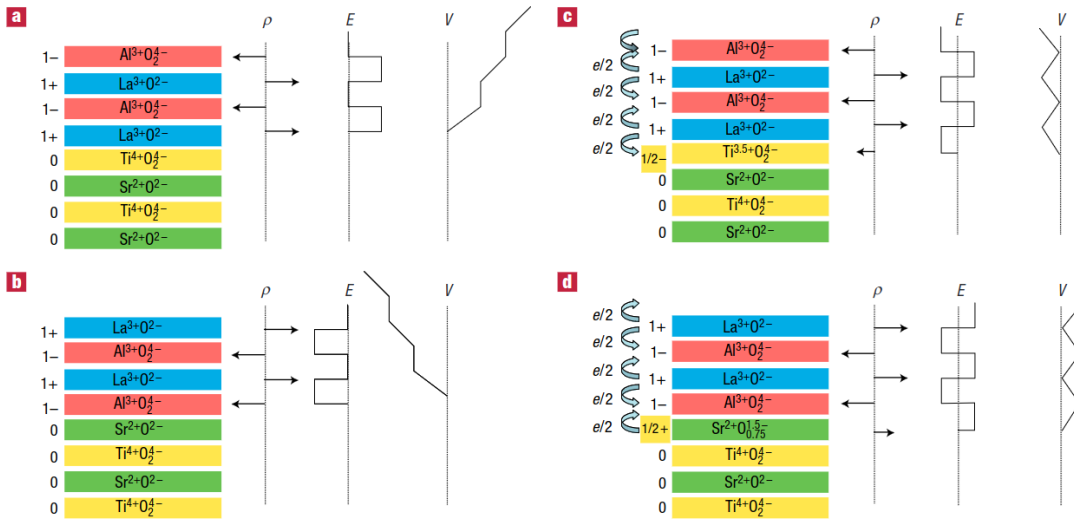 a
ρ E V
1– Al³⁺O₂⁴⁻
1+ La³⁺O²⁻
1– Al³⁺O₂⁴⁻
1+ La³⁺O²⁻
0 Ti⁴⁺O₂⁴⁻
0 Sr²⁺O²⁻
0 Ti⁴⁺O₂⁴⁻
0 Sr²⁺O²⁻
b
ρ E V
1+ La³⁺O²⁻
1– Al³⁺O₂⁴⁻
1+ La³⁺O²⁻
1– Al³⁺O₂⁴⁻
0 Sr²⁺O²⁻
0 Ti⁴⁺O₂⁴⁻
0 Sr²⁺O²⁻
0 Ti⁴⁺O₂⁴⁻
c
ρ E V
1– Al³⁺O₂⁴⁻
e/2
1+ La³⁺O²⁻
e/2
1– Al³⁺O₂⁴⁻
e/2
1+ La³⁺O²⁻
e/2
1/2– Ti³·⁵⁺O₂⁴⁻
0 Sr²⁺O²⁻
0 Ti⁴⁺O₂⁴⁻
0 Sr²⁺O²⁻
d
ρ E V
e/2
1+ La³⁺O²⁻
e/2
1– Al³⁺O₂⁴⁻
e/2
1+ La³⁺O²⁻
e/2
1– Al³⁺O₂⁴⁻
e/2 1/2+ Sr²⁺O₀.₇₅¹·⁵⁻
0 Ti⁴⁺O₂⁴⁻
0 Sr²⁺O²⁻
0 Ti⁴⁺O₂⁴⁻